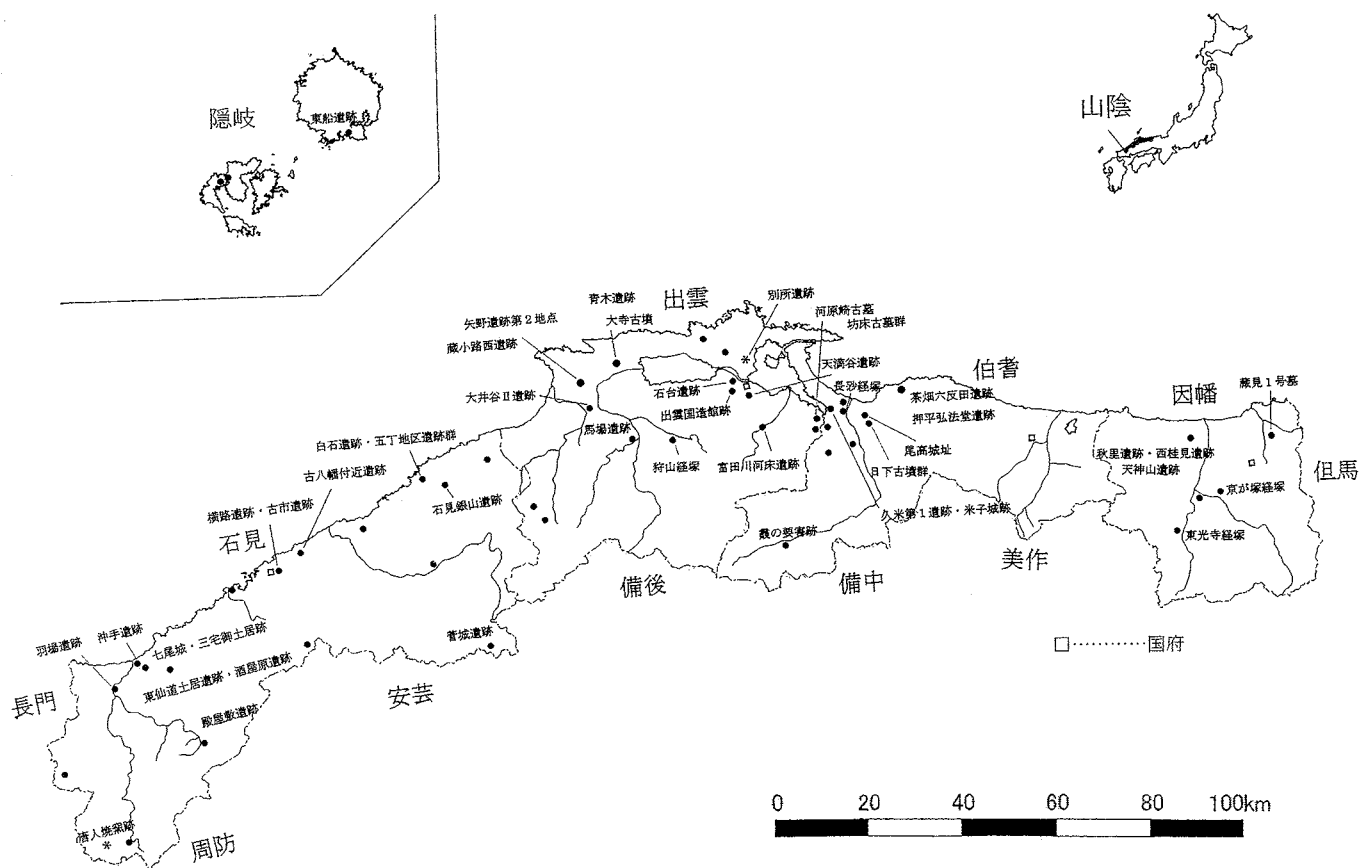 隠岐
東船遺跡
山陰
出雲
青木遺跡
大寺古墳
別所遺跡
矢野遺跡第2地点
蔵小路西遺跡
河原崎古墓
坊床古墓群
天満谷遺跡
長砂経塚
伯耆
茶畑六反田遺跡
押平弘法堂遺跡
尾高城址
日下古墳群
因幡
蕪見1号墓
秋里遺跡・西桂見遺跡
天神山遺跡
但馬
京が塚経塚
東光寺経塚
大井谷Ⅱ遺跡
石台遺跡
出雲国造館跡
馬場遺跡
狩山経塚
富田川河床遺跡
久米第1遺跡・米子城跡
霞の要害跡
白石遺跡・五丁地区遺跡群
古八幡付近遺跡
石見銀山遺跡
横路遺跡・古市遺跡
石見
備後
備中
美作
□…………国府
羽場遺跡
沖手遺跡
七尾城・三宅御土居跡
菅城遺跡
東仙道土居遺跡・酒屋原遺跡
長門
安芸
殿屋敷遺跡
唐人焼窯跡
周防
0 20 40 60 80 100km